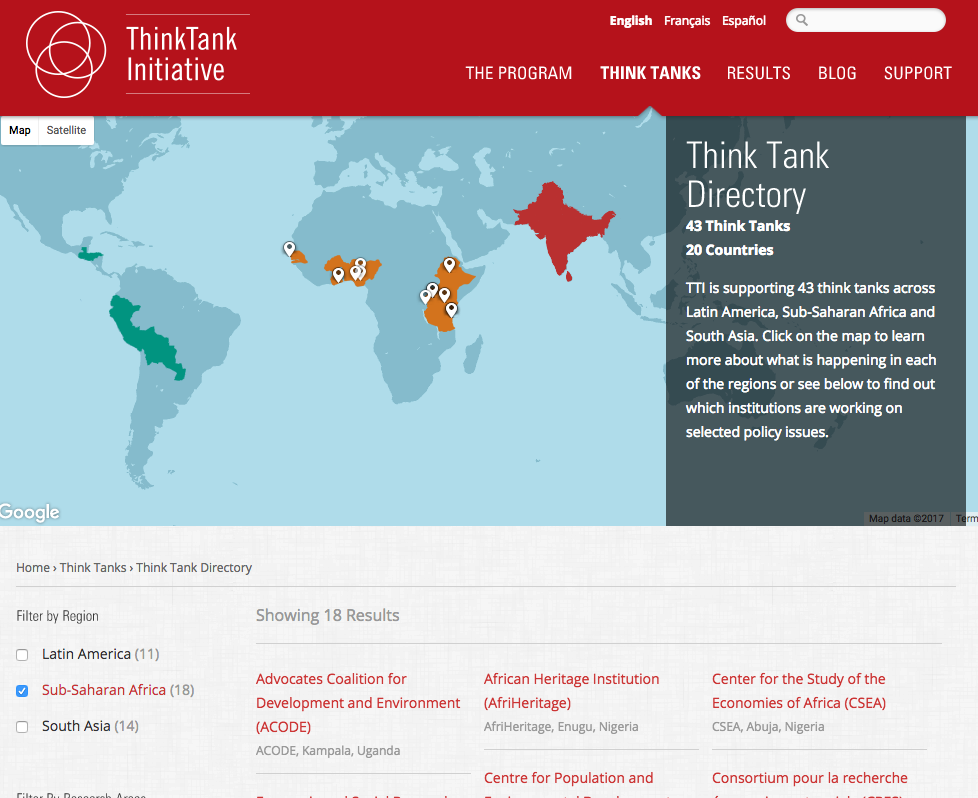 ThinkTank
Initiative
English Français Español
THE PROGRAM THINK TANKS RESULTS BLOG SUPPORT
Map Satellite
Think Tank
Directory
43 Think Tanks
20 Countries
TTI is supporting 43 think tanks across
Latin America, Sub-Saharan Africa and
South Asia. Click on the map to learn
more about what is happening in each
of the regions or see below to find out
which institutions are working on
selected policy issues.
Google
Map data ©2017 Term
Home › Think Tanks › Think Tank Directory
Filter by Region
Latin America (11)
Sub-Saharan Africa (18)
South Asia (14)
Filter By Research Areas
Showing 18 Results
Advocates Coalition for
Development and Environment
(ACODE)
ACODE, Kampala, Uganda
African Heritage Institution
(AfriHeritage)
AfriHeritage, Enugu, Nigeria
Center for the Study of the
Economies of Africa (CSEA)
CSEA, Abuja, Nigeria
Centre for Population and
Consortium pour la recherche